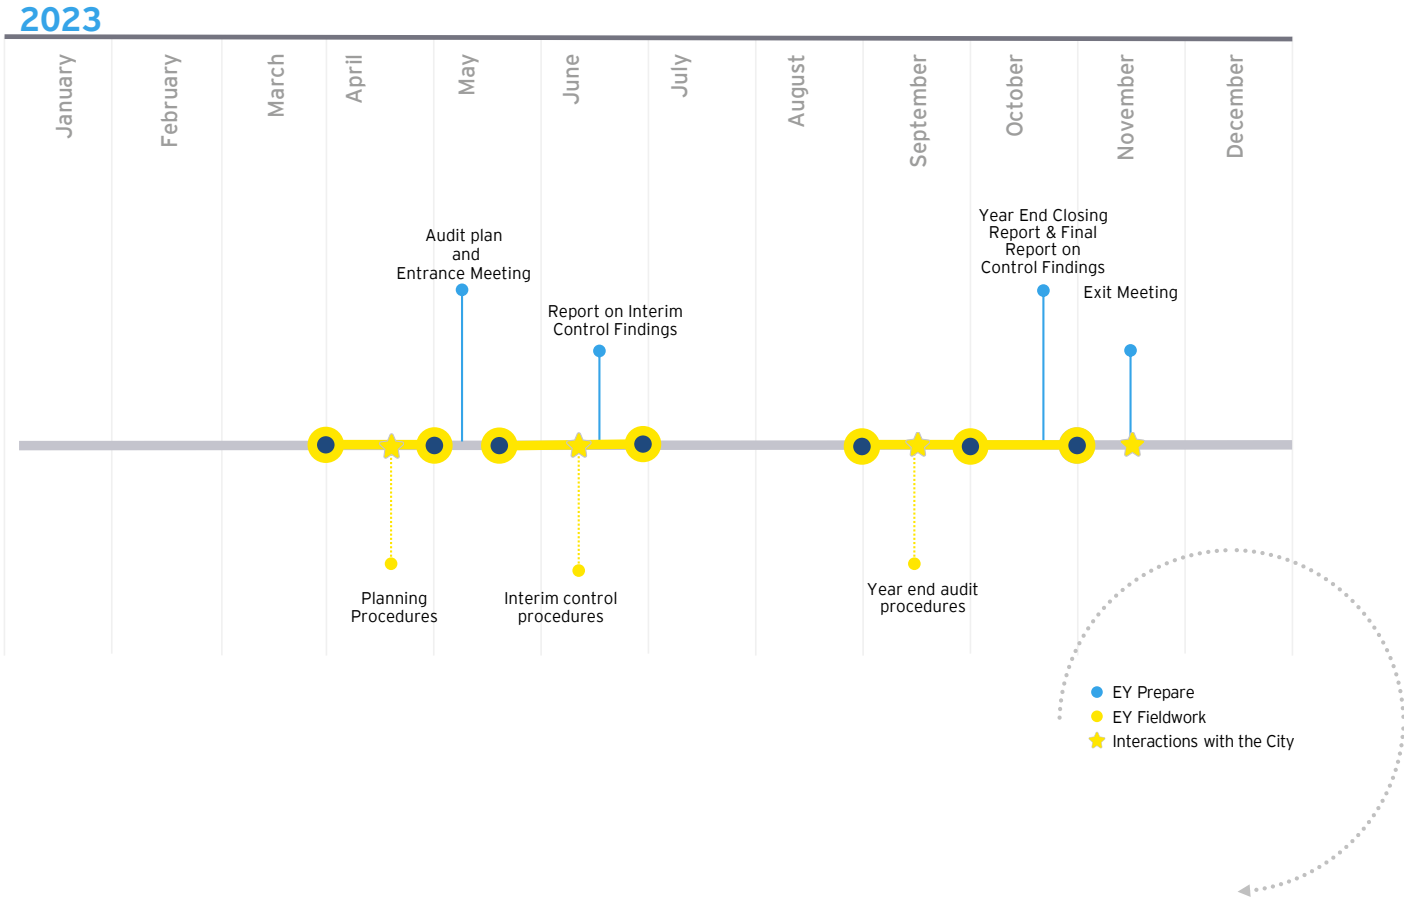 2023
January
February
March
April
May
June
July
August
September
October
November
December
Audit plan
and
Entrance Meeting
Report on Interim
Control Findings
Year End Closing
Report & Final
Report on
Control Findings
Exit Meeting
Planning
Procedures
Interim control
procedures
Year end audit
procedures
EY Prepare
EY Fieldwork
Interactions with the City